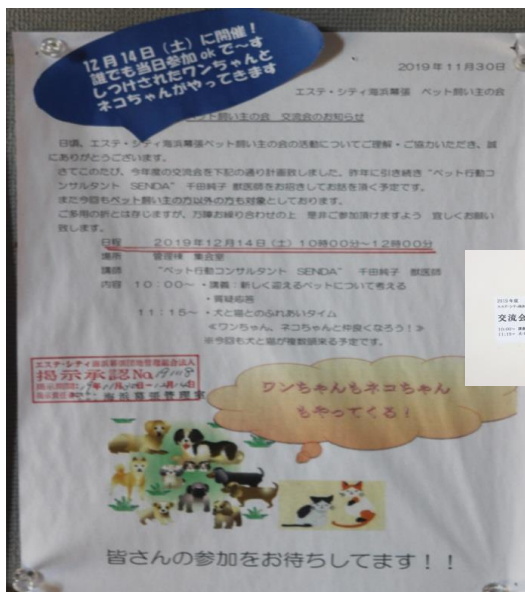 12月14日（土）に開催！
誰でも当日参加okで～す
しつけされたワンちゃんと
ネコちゃんがやってきます
2019年11月30日
エステ・シティ海浜幕張 ペット飼い主の会
ペット飼い主の会 交流会のお知らせ
日頃、エステ・シティ海浜幕張ペット飼い主の会の活動についてご理解・ご協力いただき、誠
にありがとうございます。
さてこのたび、今年度の交流会を下記の通り計画致しました。昨年に引き続き“ペット行動コ
ンサルタント SENDA” 千田純子 獣医師をお招きしてお話を頂く予定です。
また今回もペット飼い主の方以外の方も対象としております。
ご多用の折とは存じますが、万障お繰り合わせの上 是非ご参加頂けますよう 致しくお願い
致します。
日程 2019年12月14日（土）10時00分～12時00分
場所 管理棟 集会室
講師 “ペット行動コンサルタント SENDA” 千田純子 獣医師
内容 10：00～ ・講義：新しく迎えるペットについて考える
・質疑応答
11：15～ ・犬と猫とのふれあいタイム
≪ワンちゃん、ネコちゃんと仲良くなろう！≫
※今回も犬と猫が複数頭来る予定です。
エステ・シティ海浜幕張団地管理組合法人
掲示承認No.
海浜幕張管理室
ワンちゃんもネコちゃん
もやってくる！
皆さんの参加をお待ちしてます！！
2019年度
交流会
10:00～
11:15～